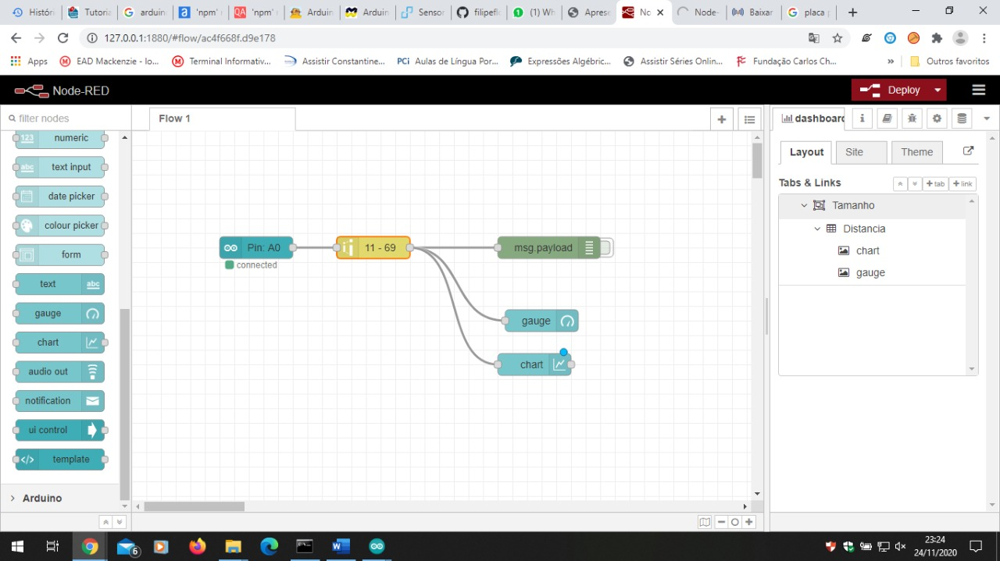 Históri
Tutoria
arduin
'npm' i
'npm' r
Arduin
Arduin
Sensor
filipefl
(1) Wh
Aprese
No
Node-
Baixar
placa p
127.0.0.1:1880/#flow/ac4f668f.d9e178
Apps
EAD Mackenzie - lo...
Terminal Informativ...
Assistir Constantine...
PCi Aulas de Língua Por...
Expressões Algébric...
Assistir Séries Onlin...
Fundação Carlos Ch...
»
Outros favoritos
Node-RED
Deploy
filter nodes
Flow 1
dashboard
123 numeric
abc text input
date picker
colour picker
form
text abc
gauge
chart
audio out
notification
ui control
</> template
Arduino
Pin: A0
connected
11 - 69
msg.payload
gauge
chart
Layout
Site
Theme
Tabs & Links
+ tab
+ link
Tamanho
Distancia
chart
gauge
6
23:24
24/11/2020